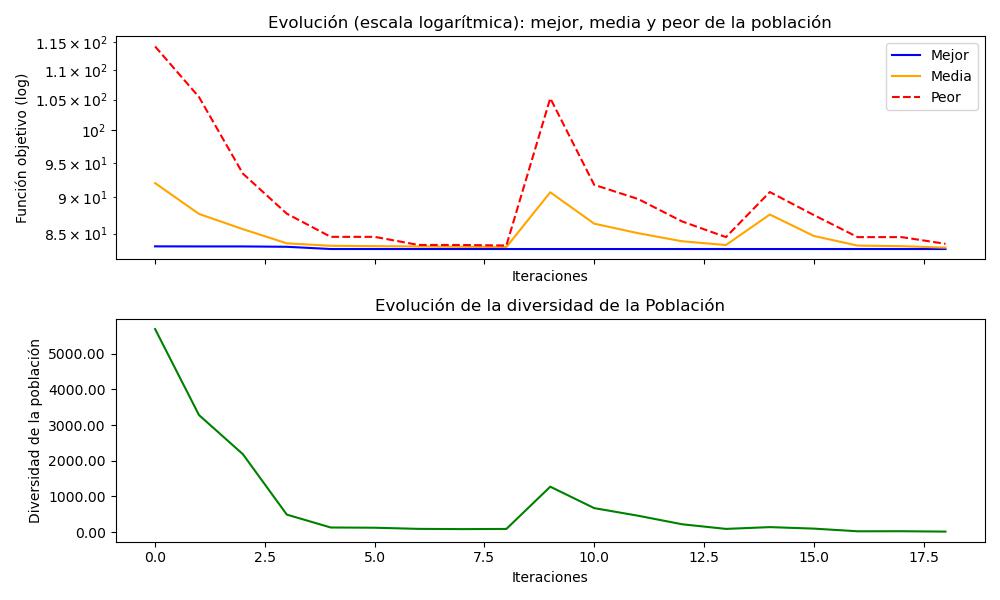 Evolución (escala logarítmica): mejor, media y peor de la población
Función objetivo (log)
1.15 × 10²
1.1 × 10²
1.05 × 10²
10²
9.5 × 10¹
9 × 10¹
8.5 × 10¹
Mejor
Media
Peor
Iteraciones
Evolución de la diversidad de la Población
Diversidad de la población
5000.00
4000.00
3000.00
2000.00
1000.00
0.00
0.0 2.5 5.0 7.5 10.0 12.5 15.0 17.5
Iteraciones